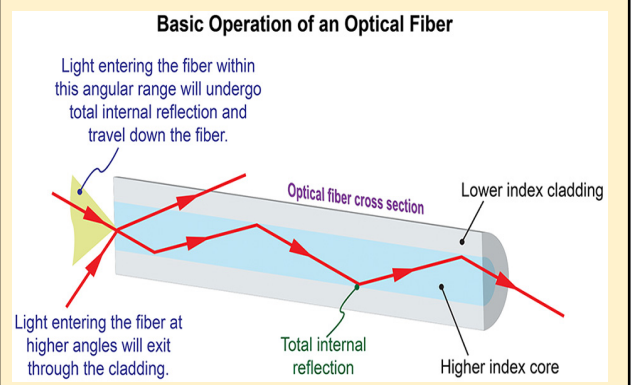 Basic Operation of an Optical Fiber
Light entering the fiber within
this angular range will undergo
total internal reflection and
travel down the fiber.
Optical fiber cross section
Lower index cladding
Light entering the fiber at
higher angles will exit
through the cladding.
Total internal
reflection
Higher index core